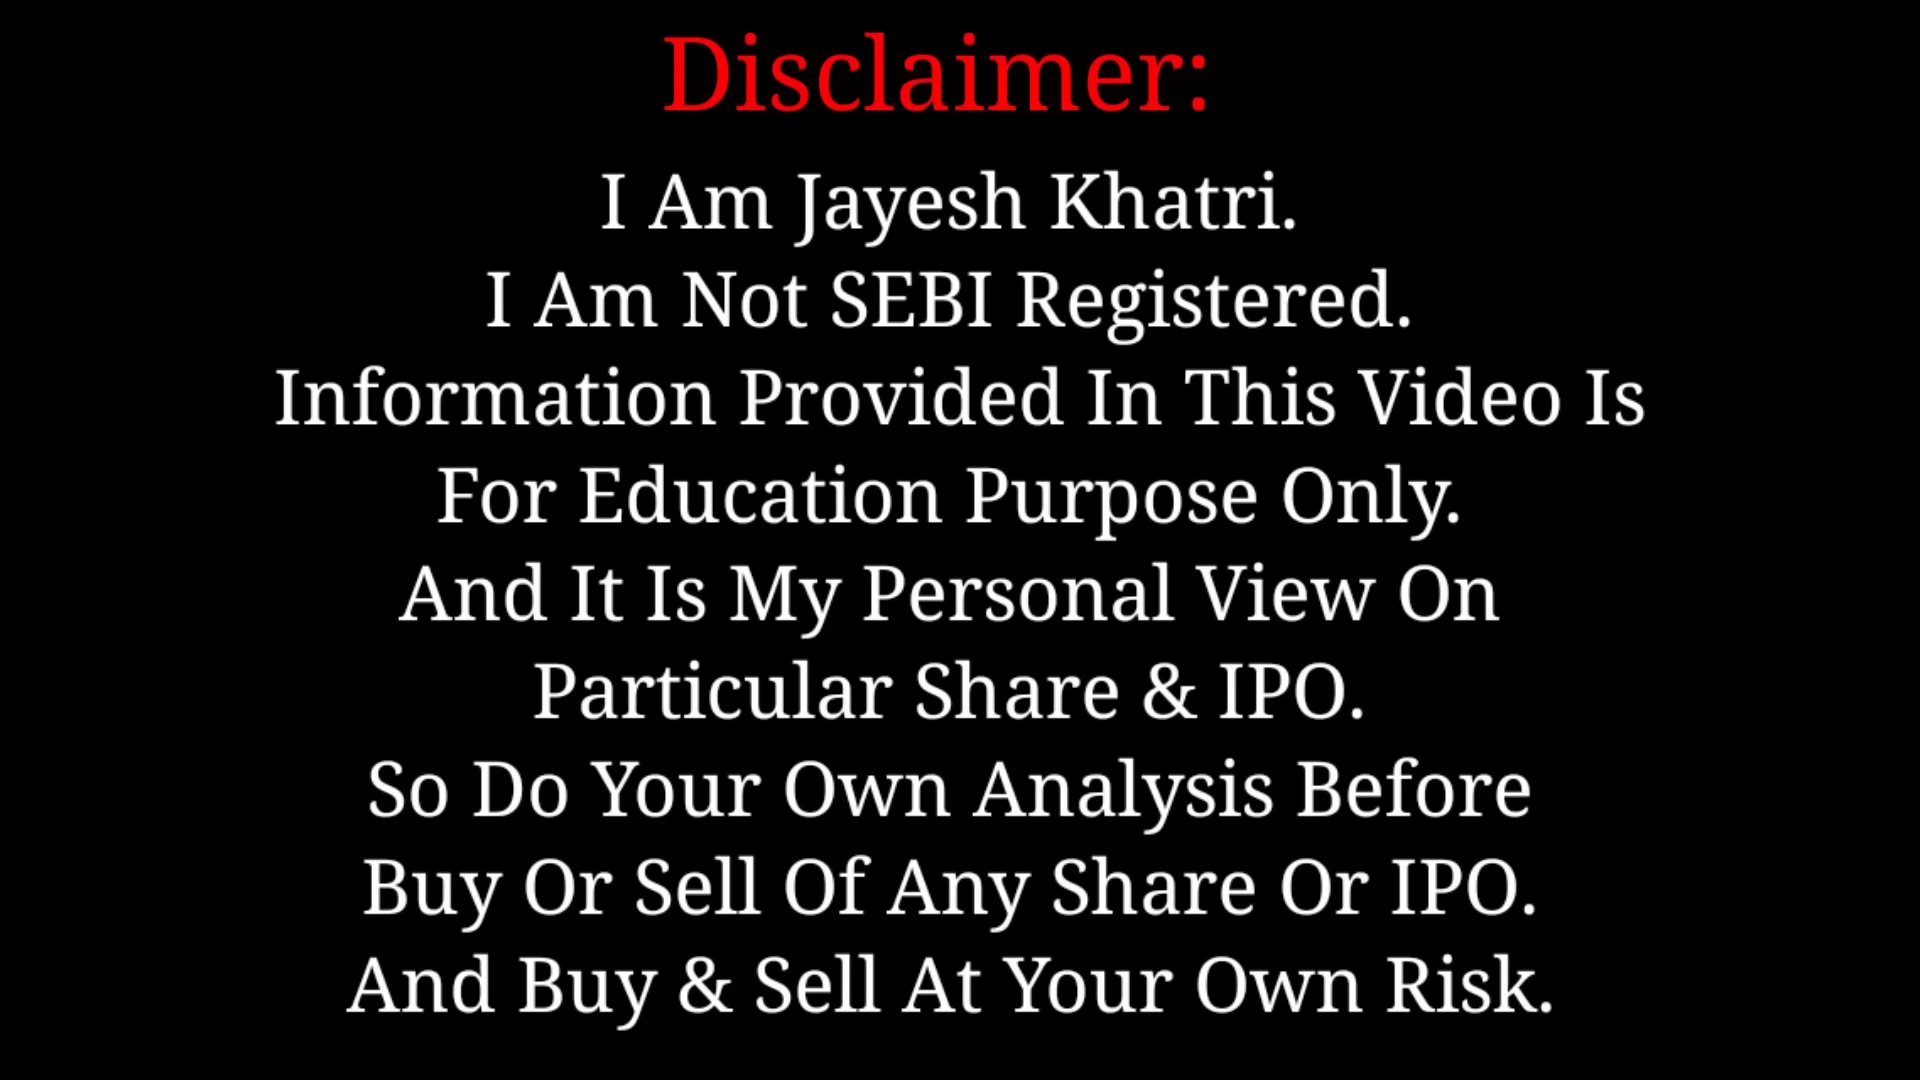 Disclaimer:
I Am Jayesh Khatri.
I Am Not SEBI Registered.
Information Provided In This Video Is
For Education Purpose Only.
And It Is My Personal View On
Particular Share & IPO.
So Do Your Own Analysis Before
Buy Or Sell Of Any Share Or IPO.
And Buy & Sell At Your Own Risk.